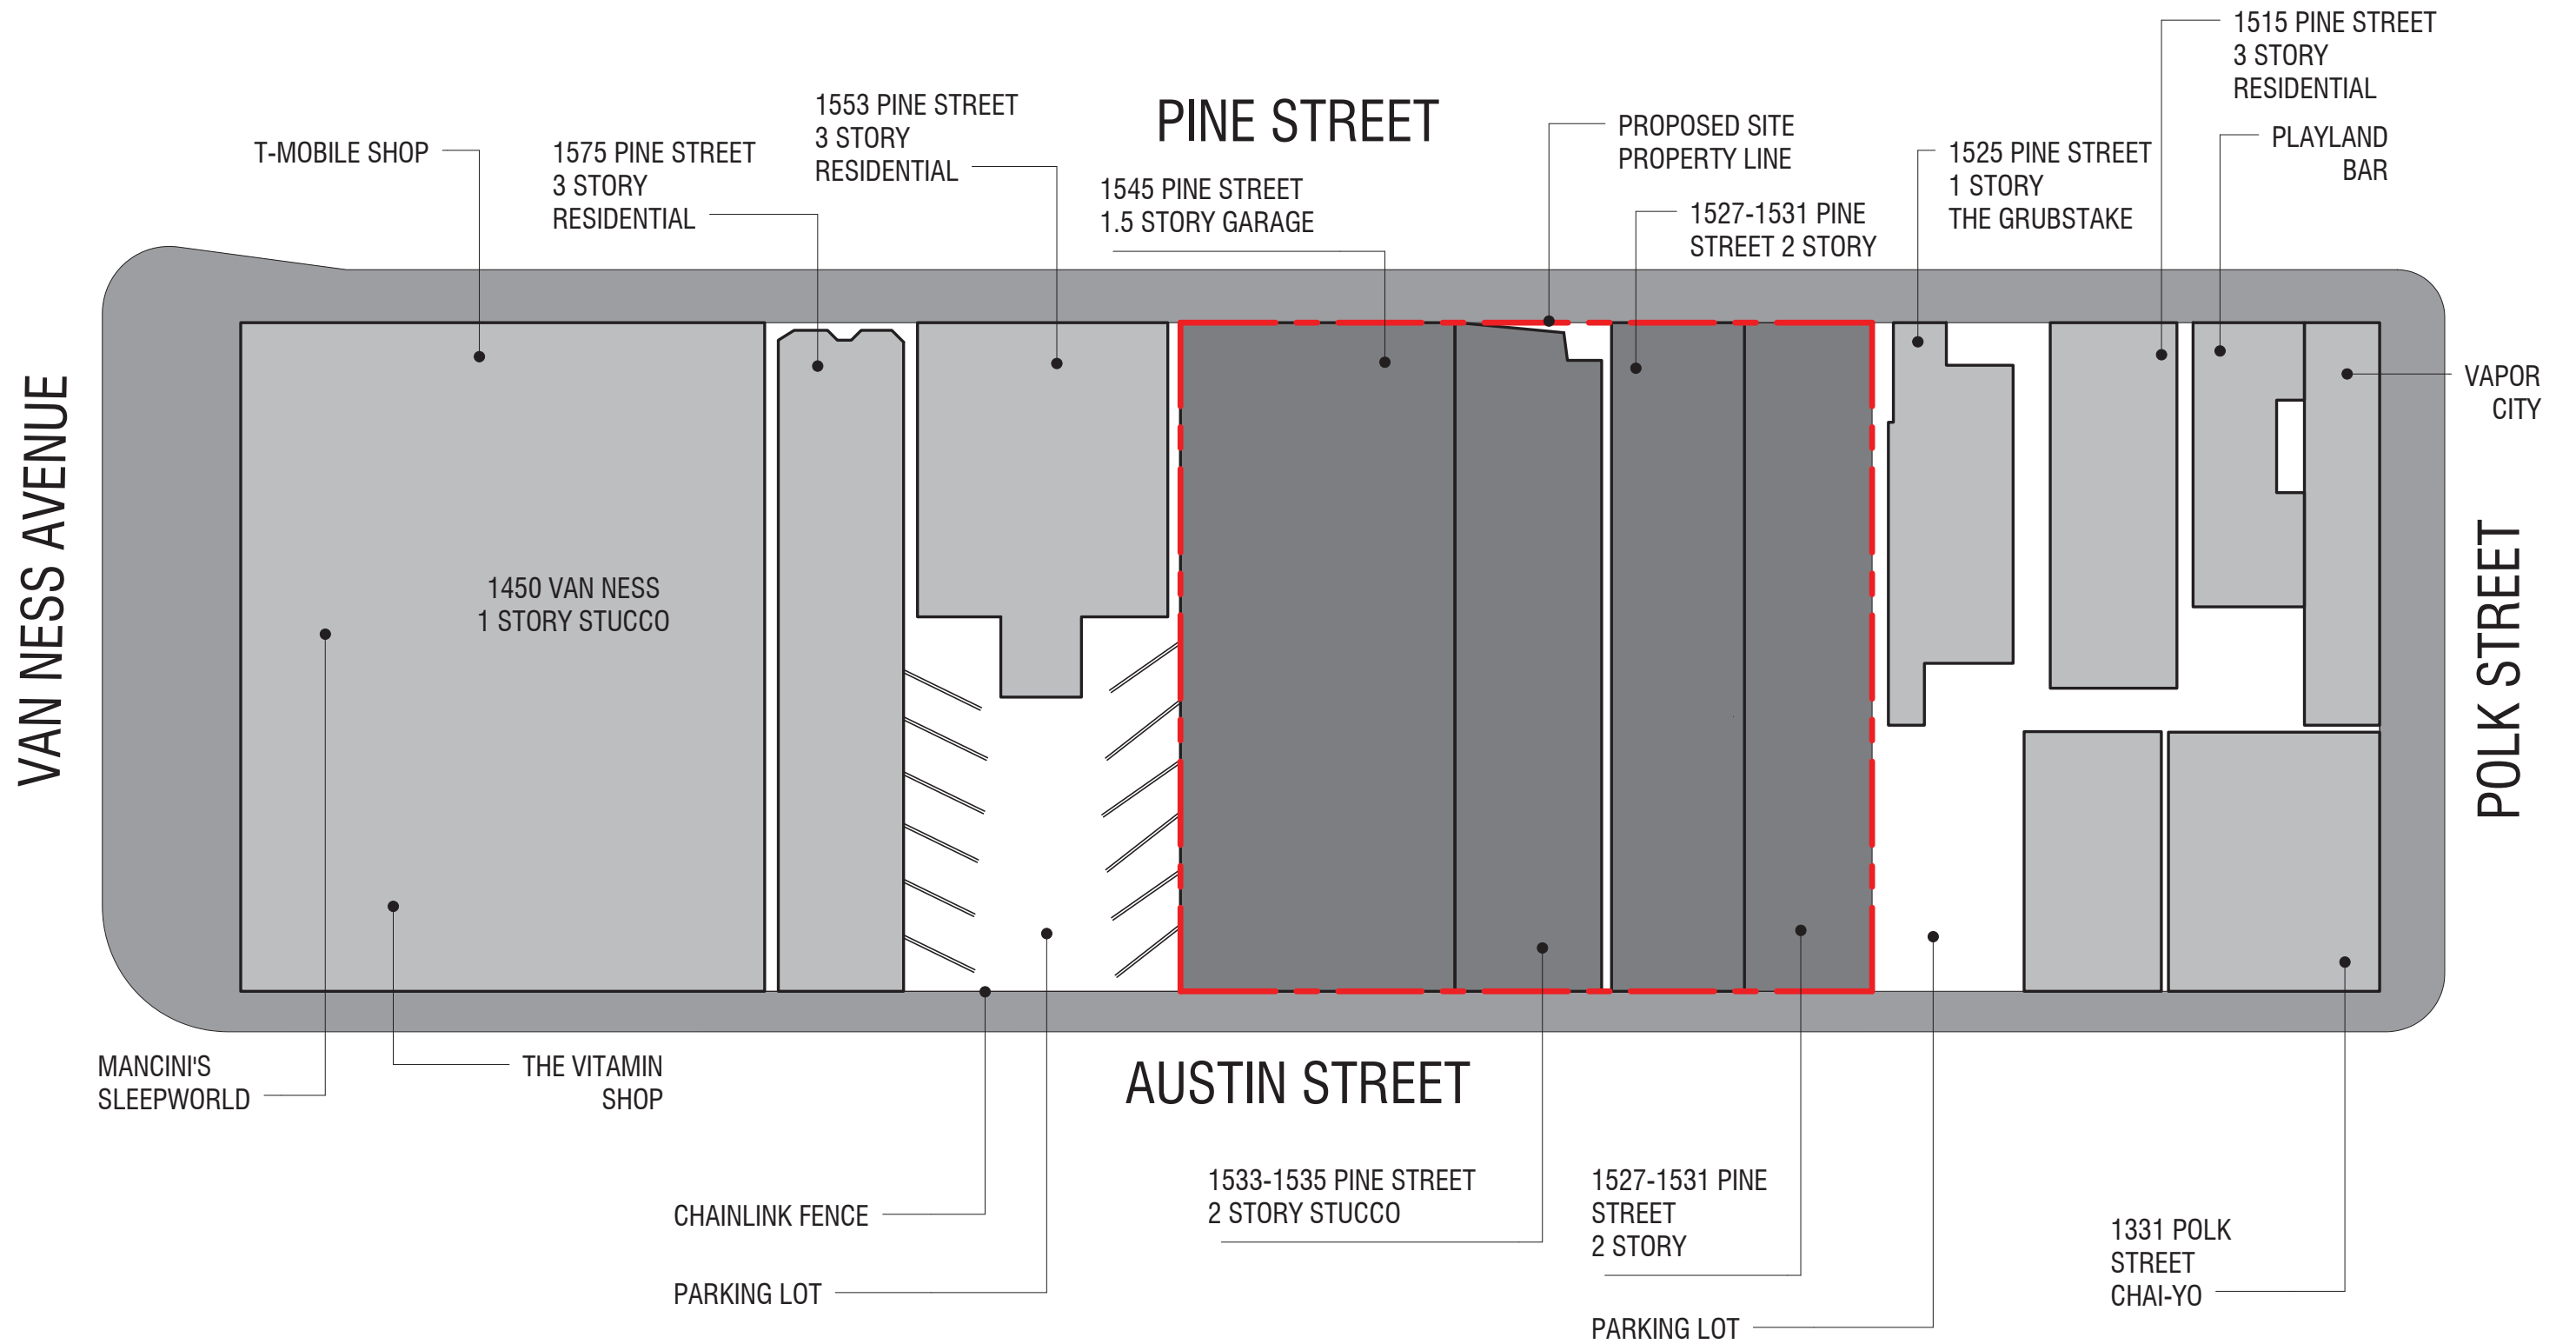 1515 PINE STREET
3 STORY
RESIDENTIAL
1553 PINE STREET
3 STORY
RESIDENTIAL
PINE STREET
PROPOSED SITE
PROPERTY LINE
PLAYLAND
BAR
T-MOBILE SHOP
1575 PINE STREET
3 STORY
RESIDENTIAL
1525 PINE STREET
1 STORY
THE GRUBSTAKE
1545 PINE STREET
1.5 STORY GARAGE
1527-1531 PINE
STREET 2 STORY
VAPOR
CITY
VAN NESS AVENUE
1450 VAN NESS
1 STORY STUCCO
POLK STREET
MANCINI'S
SLEEPWORLD
THE VITAMIN
SHOP
AUSTIN STREET
CHAINLINK FENCE
PARKING LOT
1533-1535 PINE STREET
2 STORY STUCCO
1527-1531 PINE
STREET
2 STORY
PARKING LOT
1331 POLK
STREET
CHAI-YO